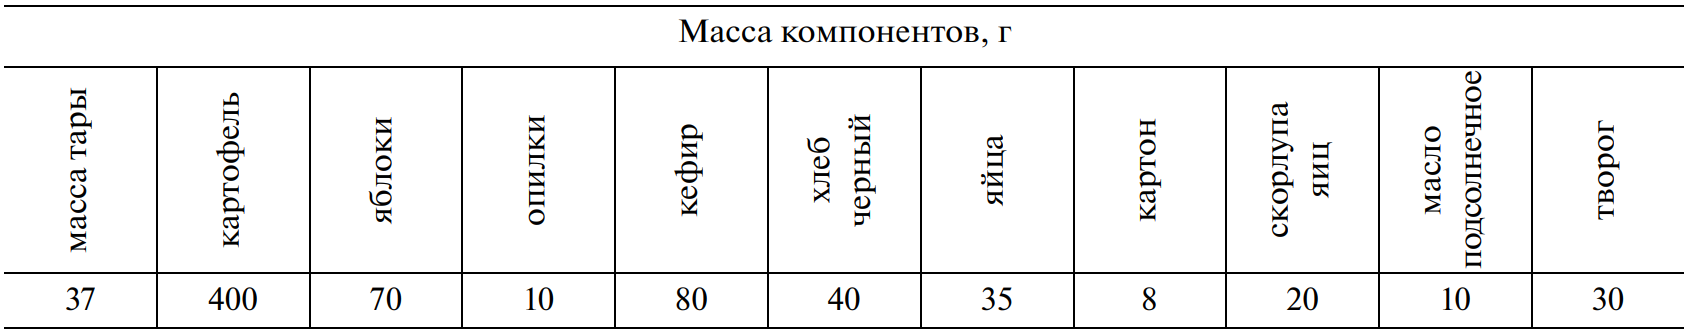 Масса компонентов, г
масса тары
картофель
яблоки
опилки
кефир
хлеб
черный
яйца
картон
скорлупа
яиц
масло
подсолнечное
творог
37 400 70 10 80 40 35 8 20 10 30